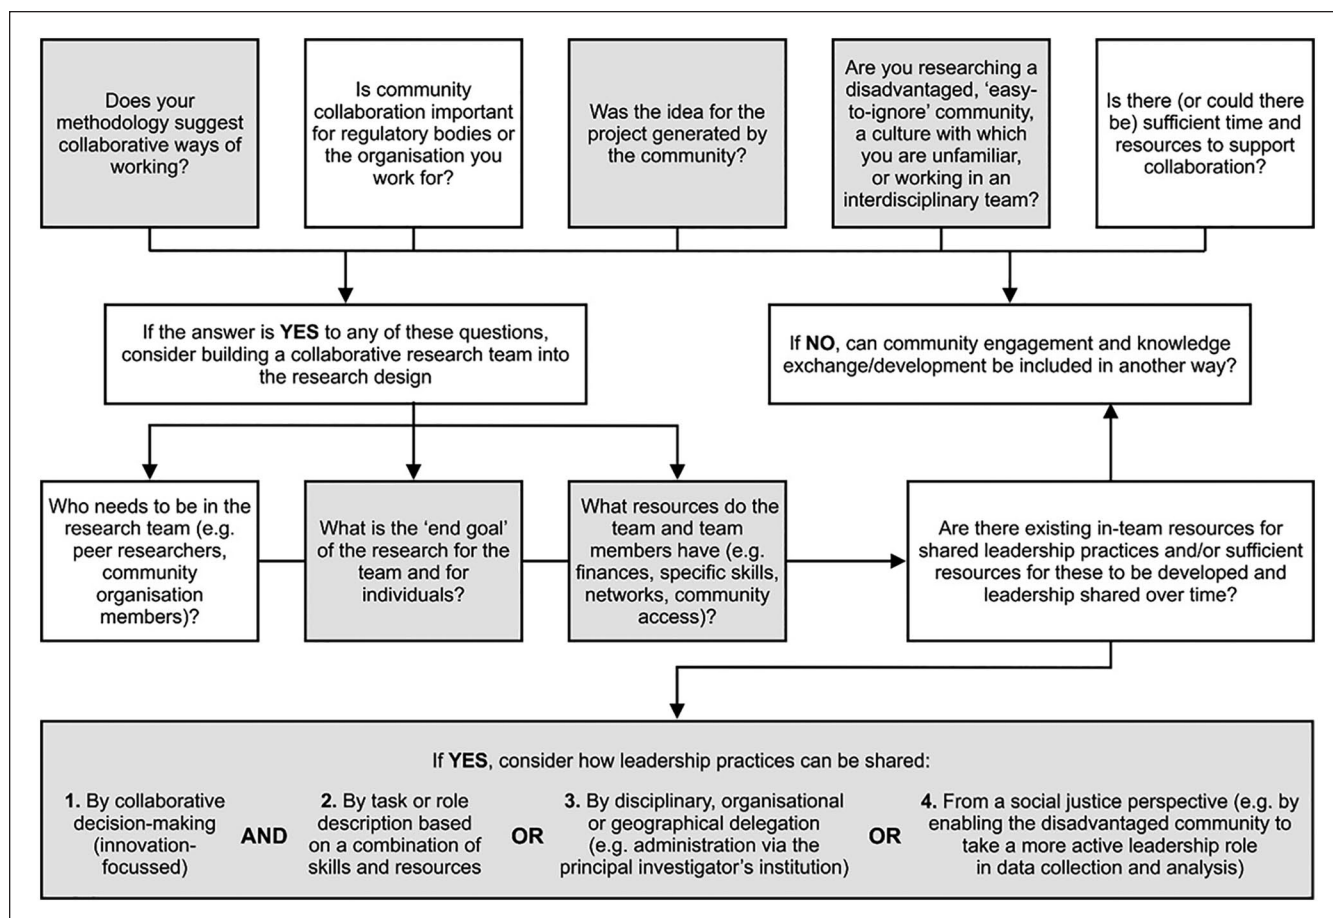 Does your
methodology suggest
collaborative ways of
working?
Is community
collaboration important
for regulatory bodies or
the organisation you
work for?
Was the idea for the
project generated by
the community?
Are you researching a
disadvantaged, ‘easy-
to-ignore’ community,
a culture with which
you are unfamiliar,
or working in an
interdisciplinary team?
Is there (or could there
be) sufficient time and
resources to support
collaboration?
If the answer is YES to any of these questions,
consider building a collaborative research team into
the research design
If NO, can community engagement and knowledge
exchange/development be included in another way?
Who needs to be in the
research team (e.g.
peer researchers,
community
organisation
members)?
What is the ‘end goal’
of the research for the
team and for
individuals?
What resources do the
team and team
members have (e.g.
finances, specific skills,
networks, community
access)?
Are there existing in-team resources for
shared leadership practices and/or sufficient
resources for these to be developed and
leadership shared over time?
If YES, consider how leadership practices can be shared:
1. By collaborative
decision-making
(innovation-
focussed)
AND
2. By task or role
description based
on a combination of
skills and resources
OR
3. By disciplinary, organisational
or geographical delegation
(e.g. administration via the
principal investigator’s institution)
OR
4. From a social justice perspective (e.g. by
enabling the disadvantaged community to
take a more active leadership role
in data collection and analysis)